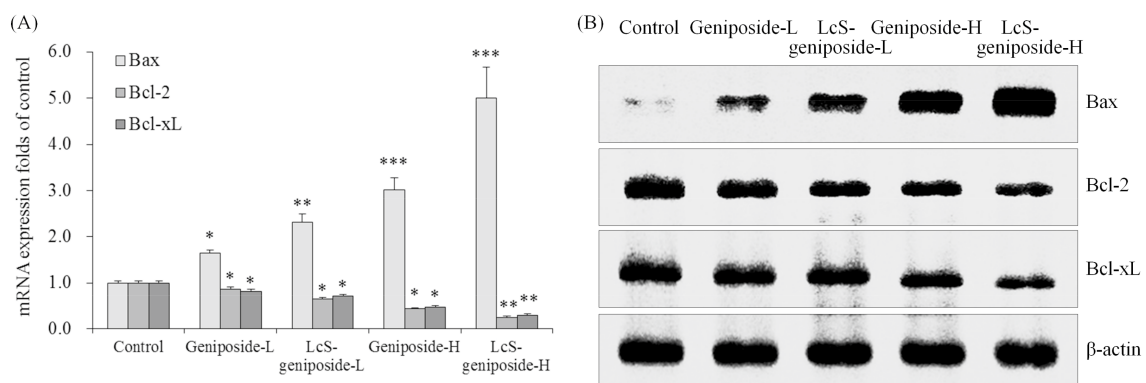 (A)
mRNA expression folds of control
6.0
5.0
4.0
3.0
2.0
1.0
0.0
Bax
Bcl-2
Bcl-xL
*
*
*
**
*
*
***
*
*
***
**
**
Control
Geniposide-L
LcS-
geniposide-L
Geniposide-H
LcS-
geniposide-H
(B)
Control
Geniposide-L
LcS-
geniposide-L
Geniposide-H
LcS-
geniposide-H
Bax
Bcl-2
Bcl-xL
β-actin